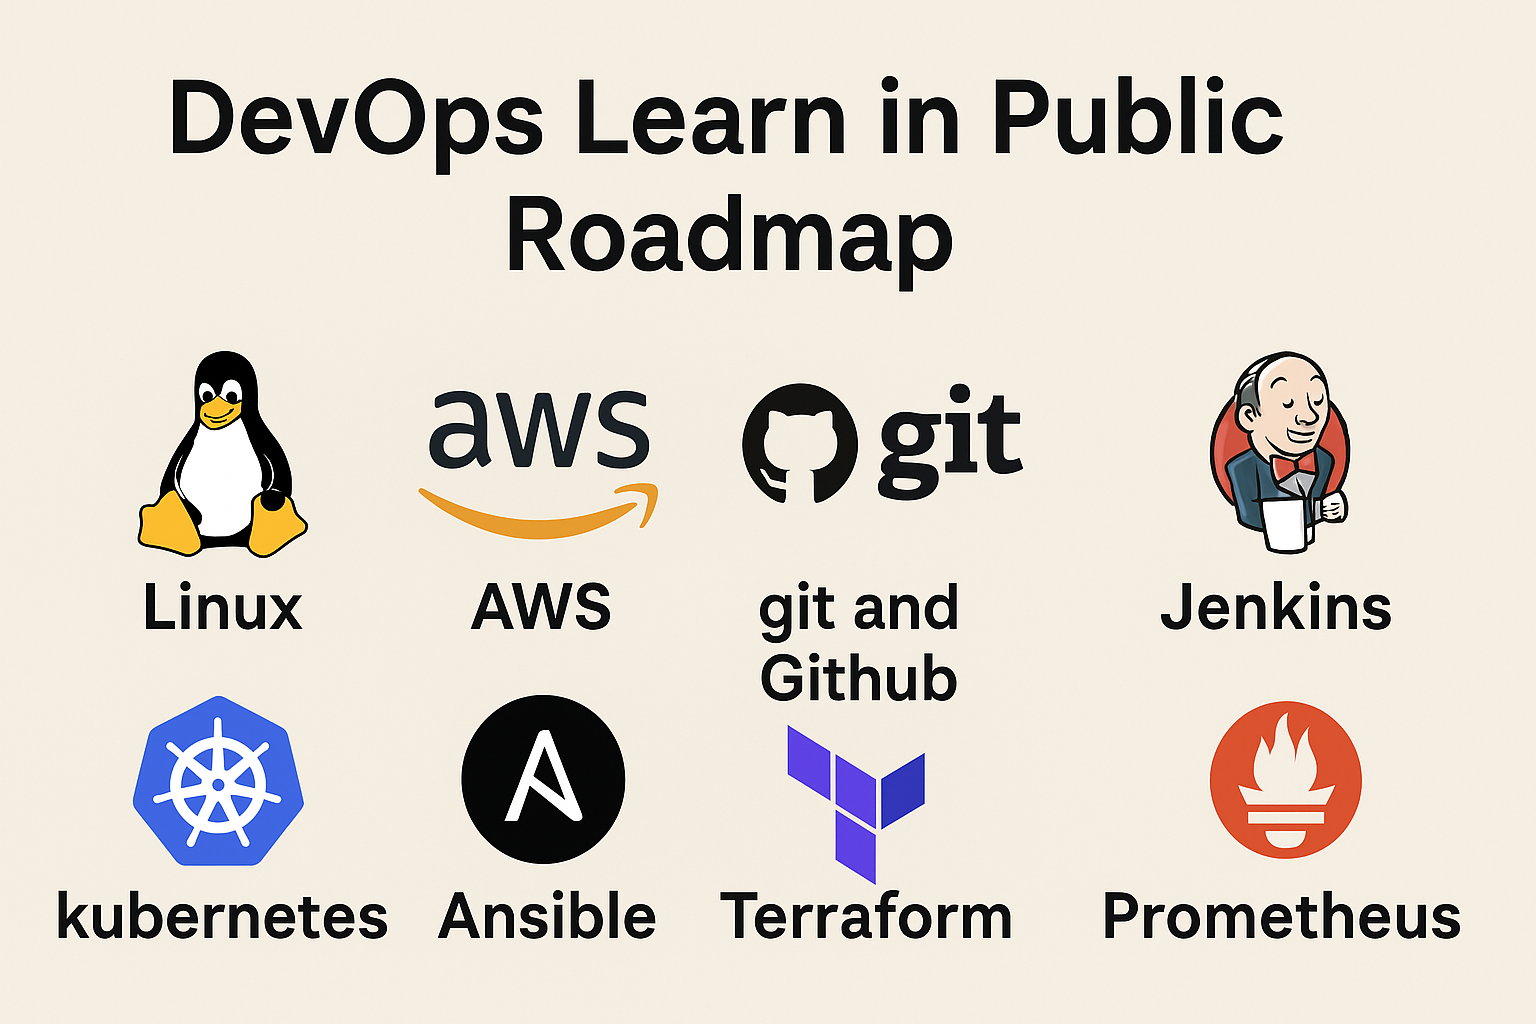 DevOps Learn in Public
Roadmap
aws
git
Linux
AWS
git and
Github
Jenkins
kubernetes
Ansible
Terraform
Prometheus